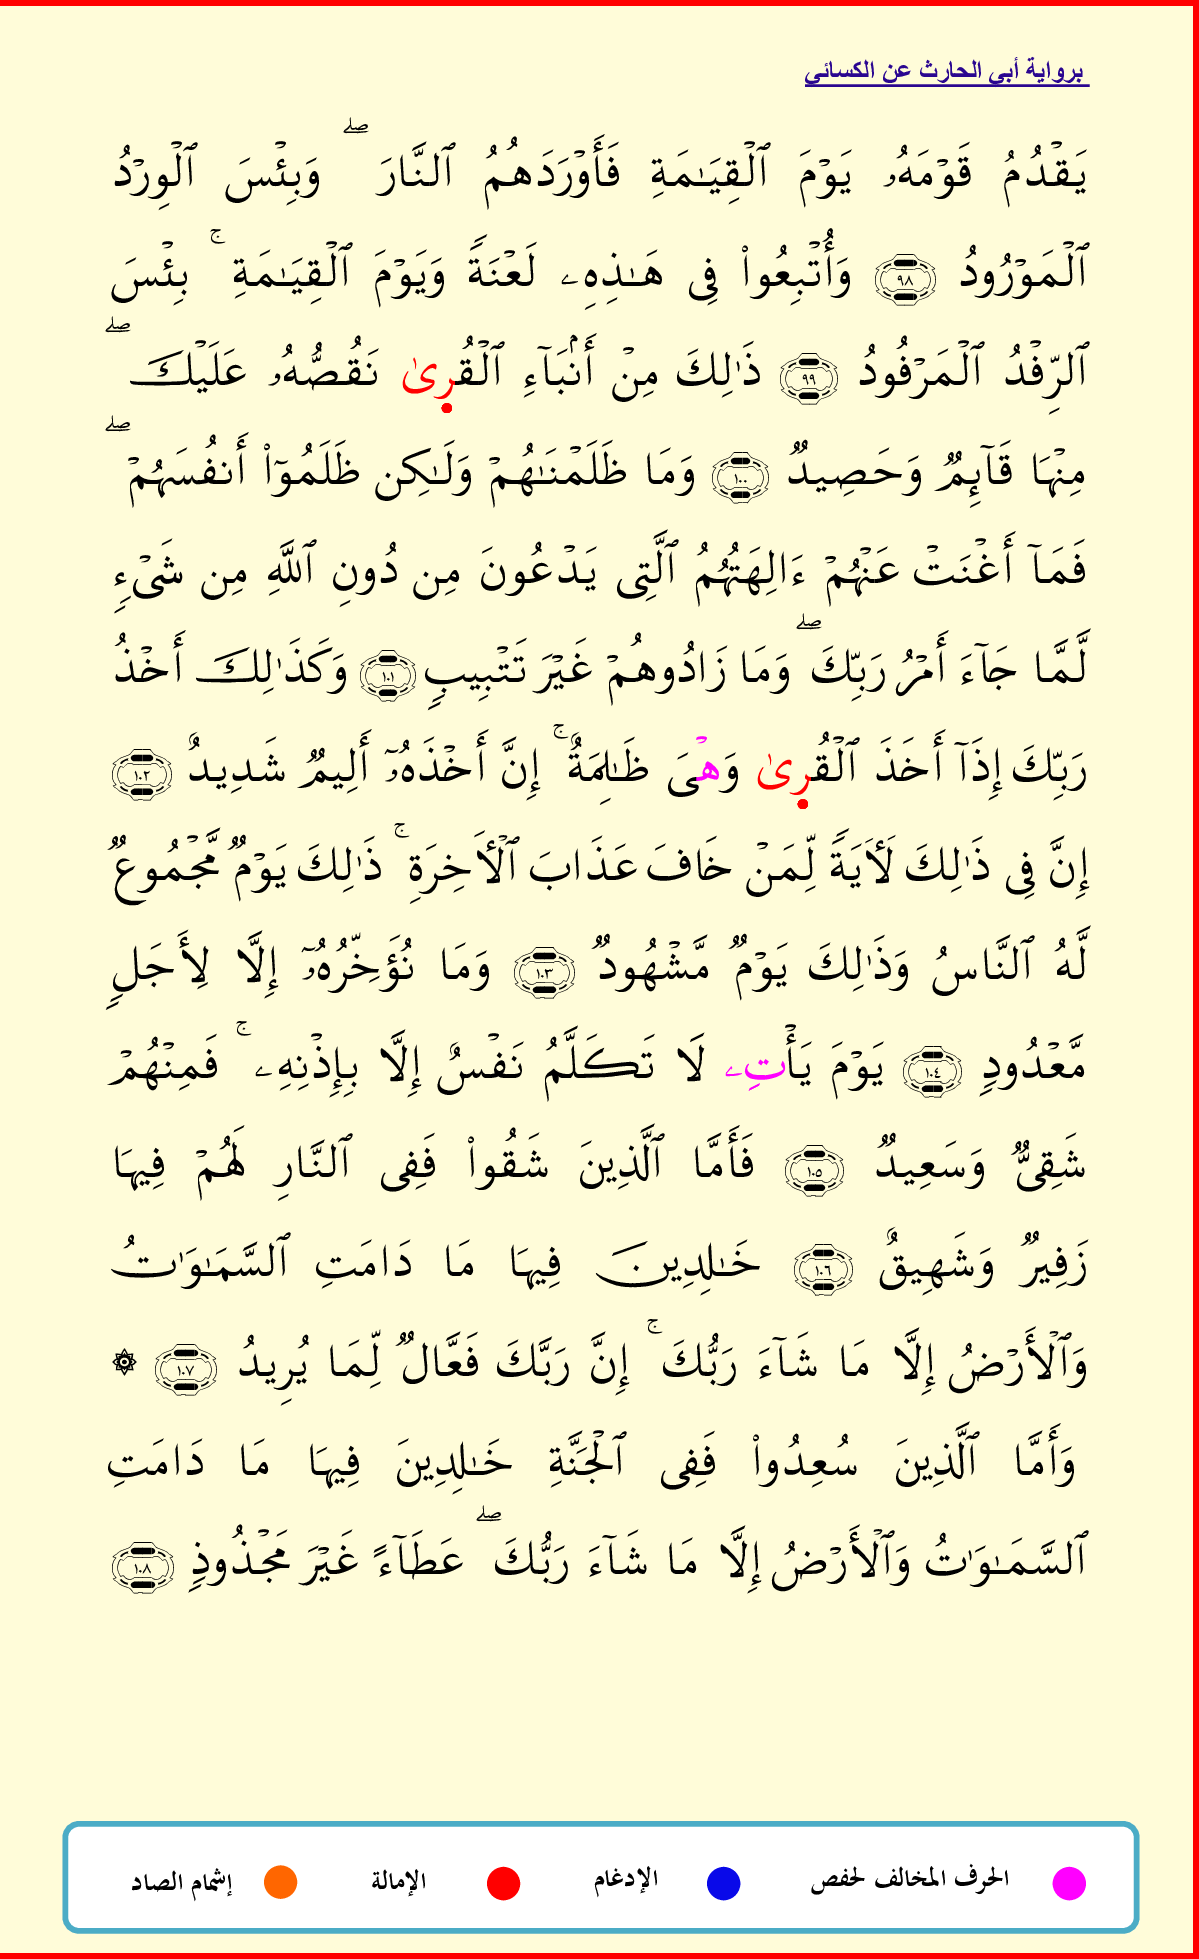 برواية أبي الحارث عن الكسائي
يَقْدُمُ قَوْمَهُۥ يَوْمَ ٱلْقِيَـٰمَةِ فَأَوْرَدَهُمُ ٱلنَّارَ ۖ وَبِئْسَ ٱلْوِرْدُ
ٱلْمَوْرُودُ ٩٨ وَأُتْبِعُوا۟ فِى هَـٰذِهِۦ لَعْنَةً وَيَوْمَ ٱلْقِيَـٰمَةِ ۚ بِئْسَ
ٱلرِّفْدُ ٱلْمَرْفُودُ ٩٩ ذَٰلِكَ مِنْ أَنۢبَآءِ ٱلْقُرِىٰ نَقُصُّهُۥ عَلَيْكَ ۖ
مِنْهَا قَآئِمٌ وَحَصِيدٌ ١٠٠ وَمَا ظَلَمْنَـٰهُمْ وَلَـٰكِن ظَلَمُوٓا۟ أَنفُسَهُمْ ۖ
فَمَآ أَغْنَتْ عَنْهُمْ ءَالِهَتُهُمُ ٱلَّتِى يَدْعُونَ مِن دُونِ ٱللَّهِ مِن شَىْءٍ
لَّمَّا جَآءَ أَمْرُ رَبِّكَ ۖ وَمَا زَادُوهُمْ غَيْرَ تَتْبِيبٍ ١٠١ وَكَذَٰلِكَ أَخْذُ
رَبِّكَ إِذَآ أَخَذَ ٱلْقُرِىٰ وَهْىَ ظَـٰلِمَةٌ ۚ إِنَّ أَخْذَهُۥٓ أَلِيمٌ شَدِيدٌ ١٠٢
إِنَّ فِى ذَٰلِكَ لَـَٔايَةً لِّمَنْ خَافَ عَذَابَ ٱلْـَٔاخِرَةِ ۚ ذَٰلِكَ يَوْمٌ مَّجْمُوعٌ
لَّهُ ٱلنَّاسُ وَذَٰلِكَ يَوْمٌ مَّشْهُودٌ ١٠٣ وَمَا نُؤَخِّرُهُۥٓ إِلَّا لِأَجَلٍ
مَّعْدُودٍ ١٠٤ يَوْمَ يَأْتِۦ لَا تَكَلَّمُ نَفْسٌ إِلَّا بِإِذْنِهِۦ ۚ فَمِنْهُمْ
شَقِىٌّ وَسَعِيدٌ ١٠٥ فَأَمَّا ٱلَّذِينَ شَقُوا۟ فَفِى ٱلنَّارِ لَهُمْ فِيهَا
زَفِيرٌ وَشَهِيقٌ ١٠٦ خَـٰلِدِينَ فِيهَا مَا دَامَتِ ٱلسَّمَـٰوَٰتُ
وَٱلْأَرْضُ إِلَّا مَا شَآءَ رَبُّكَ ۚ إِنَّ رَبَّكَ فَعَّالٌ لِّمَا يُرِيدُ ١٠٧ ۞
وَأَمَّا ٱلَّذِينَ سُعِدُوا۟ فَفِى ٱلْجَنَّةِ خَـٰلِدِينَ فِيهَا مَا دَامَتِ
ٱلسَّمَـٰوَٰتُ وَٱلْأَرْضُ إِلَّا مَا شَآءَ رَبُّكَ ۖ عَطَآءً غَيْرَ مَجْذُوذٍ ١٠٨
الحرف المخالف لحفص الإدغام الإمالة إشمام الصاد